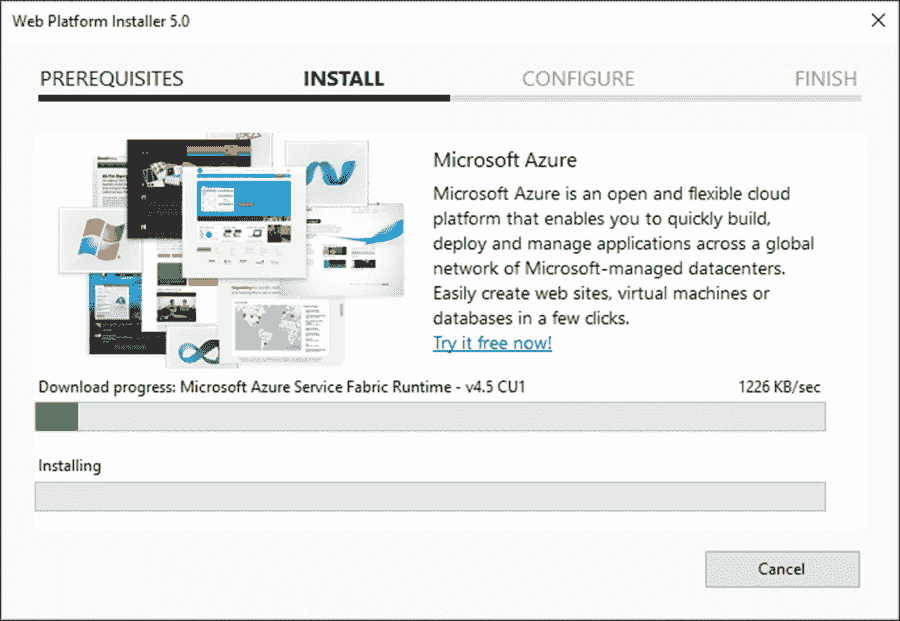 Web Platform Installer 5.0
PREREQUISITES INSTALL CONFIGURE FINISH
Microsoft Azure
Microsoft Azure is an open and flexible cloud
platform that enables you to quickly build,
deploy and manage applications across a global
network of Microsoft-managed datacenters.
Easily create web sites, virtual machines or
databases in a few clicks.
Try it free now!
Download progress: Microsoft Azure Service Fabric Runtime - v4.5 CU1 1226 KB/sec
Installing
Cancel